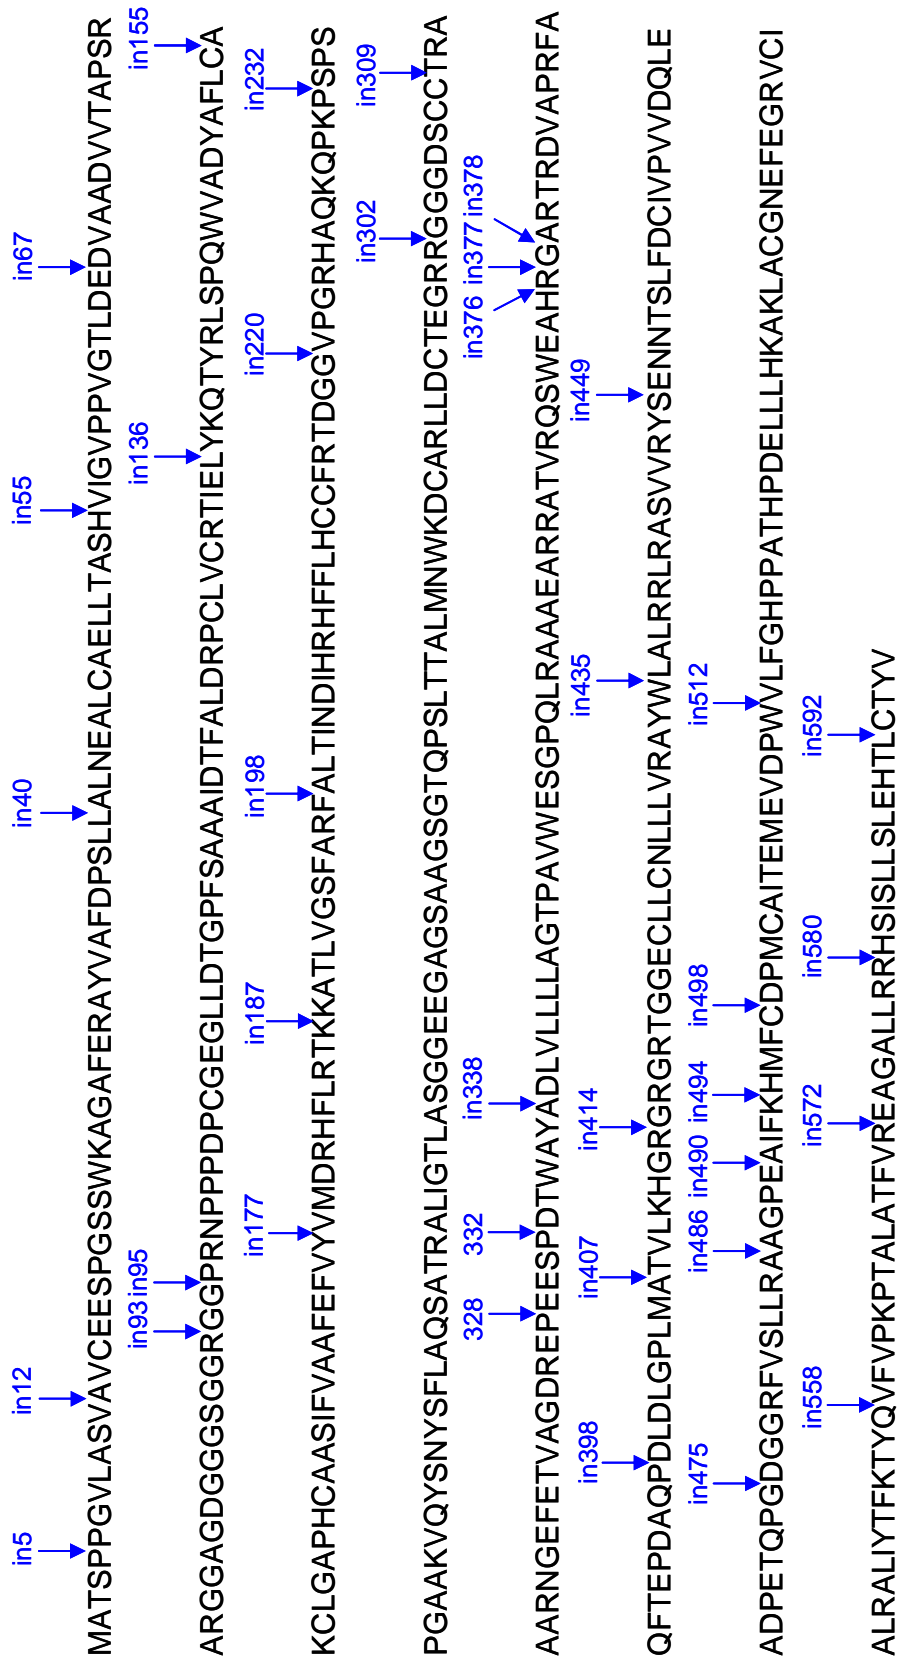 in5 in12 in40 in55 in67
MATSPPGVLASVAVCEESPGSSWKAGAFERAYVAFDPSLLALNEALCAELLTASHVIGVPPVGTLDEDVAADVVTAPSR
in93 in95 in136 in155
ARGGAGDGGGSGGRGGPRNPPPDPCGEGLLDTGPFSAAAIDTFALDRPCLVCRTIELYKQTYRLSPQWVADYAFLCA
in177 in187 in198 in220 in232
KCLGAPHCAASIFVAAFEFVYVMDRHFLRTKKATLVGSFARFALTINDIHRHFFLHCCFRTDGGVPGRHAQKQPKPSPS
in302 in309
PGAAKVQYSNYSFLAQSATRALIGTLASGGEEGAGSAAGSGTQPSLTTALMNWKDCARLLDCTEGRRGGGDSCCTRA
328 332 in338 in376 in377 in378
AARNGEFETVAGDREPEESPDTWAYADLVLLLLAGTPAVWESGPQLRAAAEARRATVRQSWEAHRGARTRDVAPRFA
in398 in407 in414 in435 in449
QFTEPDAQPDLDLGPLMATVLKHGRGRGRTGGECLLCNLLLVRAYWLALRRLRASVVRYSENNTSLFDCIVPVVDQLE
in475 in486 in490 in494 in498 in512
ADPETQPGDGGRFVSLLRAAGPEAIFKHMFCDPMCAITEMEVDPWVLFGHPPATHPDELLLHKAKLACGNEFEGRVCI
in558 in572 in580 in592
ALRALIYTFKTYQVFVPKPTALATFVREAGALLRRHSISLLSLEHTLCTYV